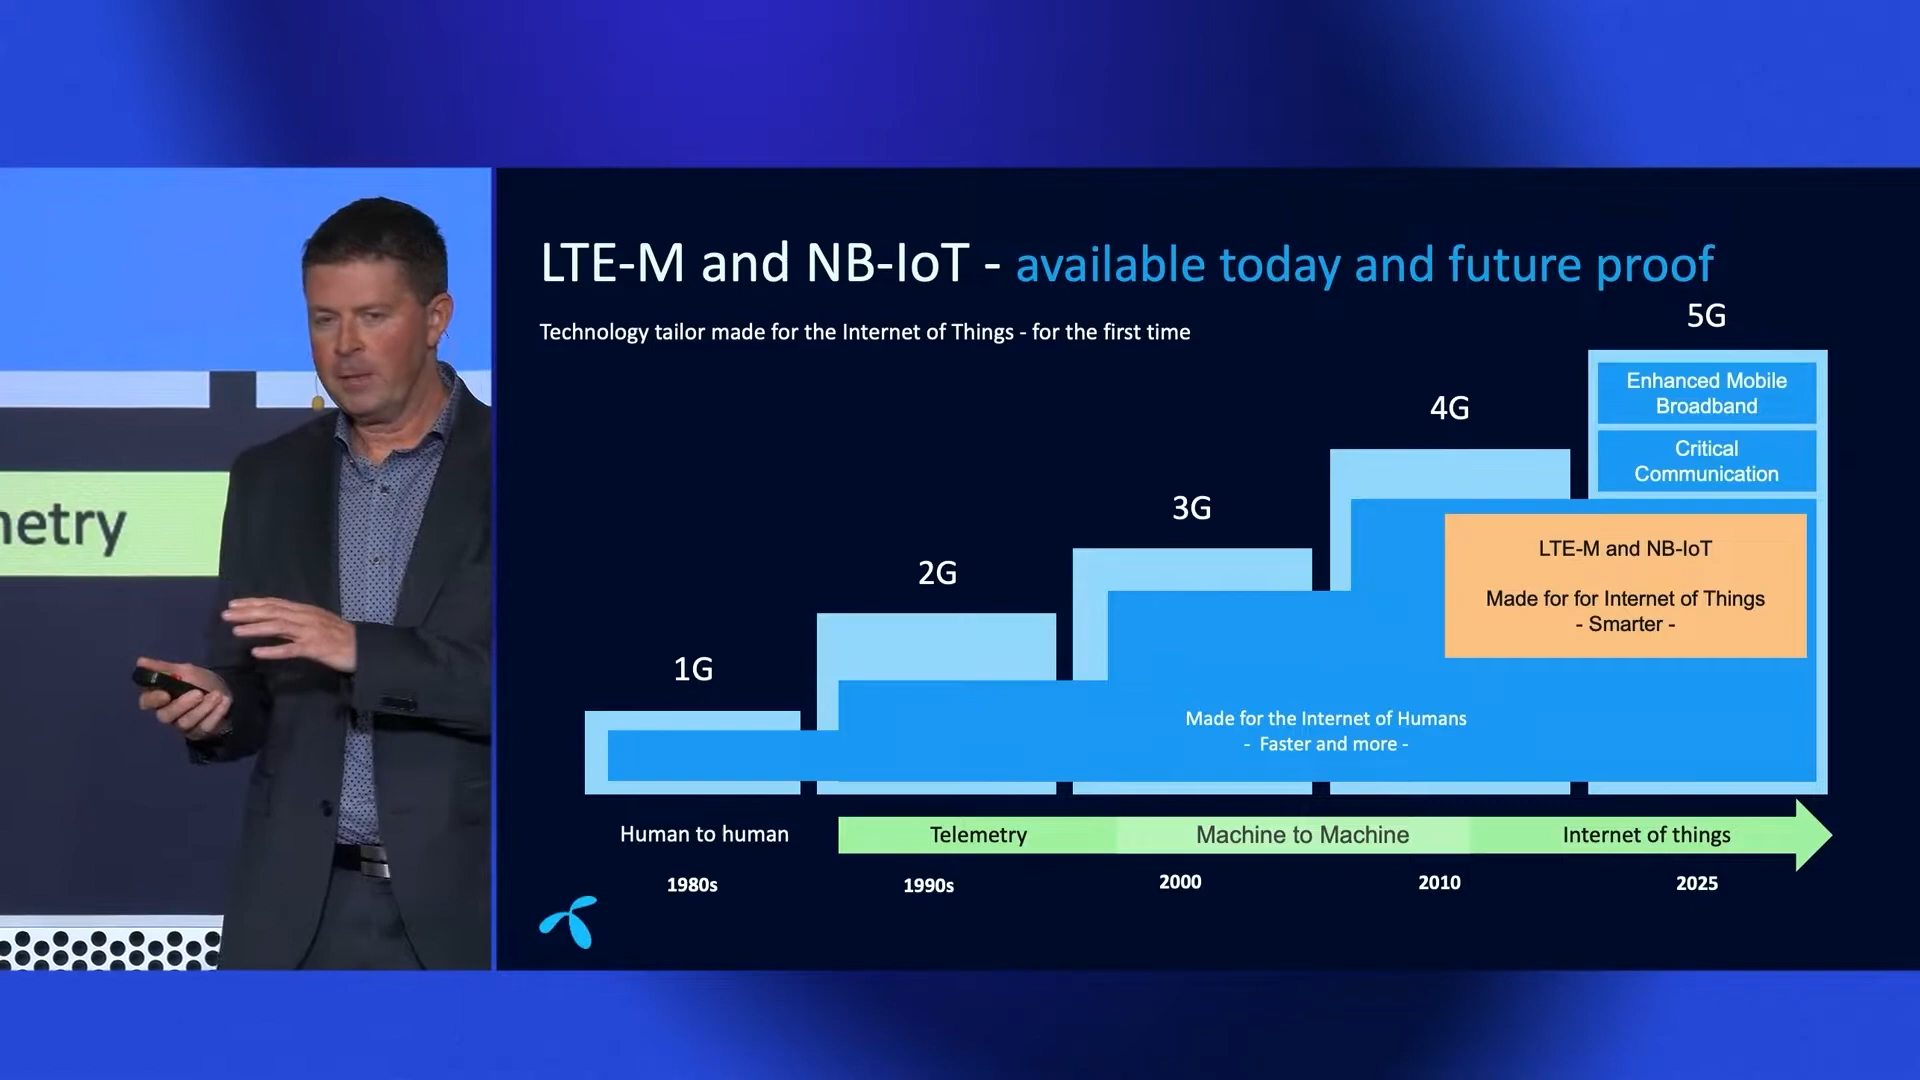 LTE-M and NB-IoT - available today and future proof
Technology tailor made for the Internet of Things - for the first time
5G
Enhanced Mobile
Broadband
Critical
Communication
4G
3G
2G
1G
LTE-M and NB-IoT
Made for for Internet of Things
- Smarter -
Made for the Internet of Humans
- Faster and more -
Human to human
Telemetry
Machine to Machine
Internet of things
1980s
1990s
2000
2010
2025
netry